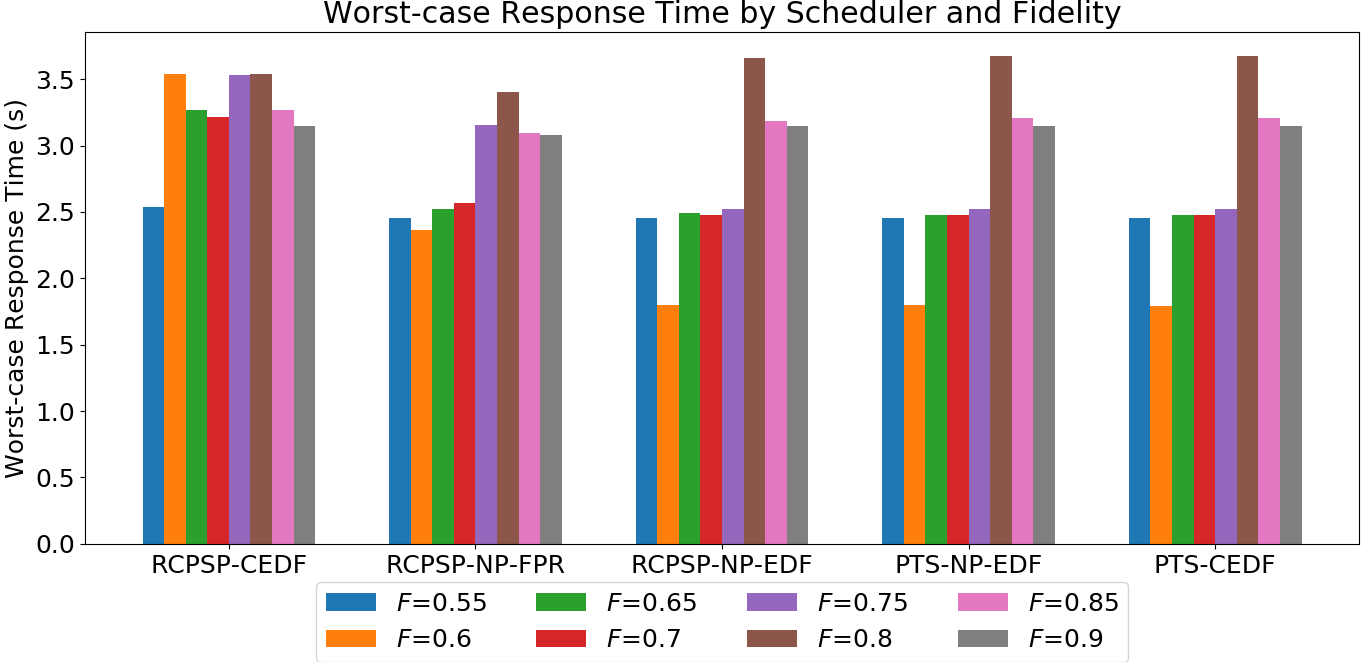 Worst-case Response Time by Scheduler and Fidelity
Worst-case Response Time (s)
3.5
3.0
2.5
2.0
1.5
1.0
0.5
0.0
RCPSP-CEDF RCPSP-NP-FPR RCPSP-NP-EDF PTS-NP-EDF PTS-CEDF
F=0.55 F=0.65 F=0.75 F=0.85
F=0.6 F=0.7 F=0.8 F=0.9